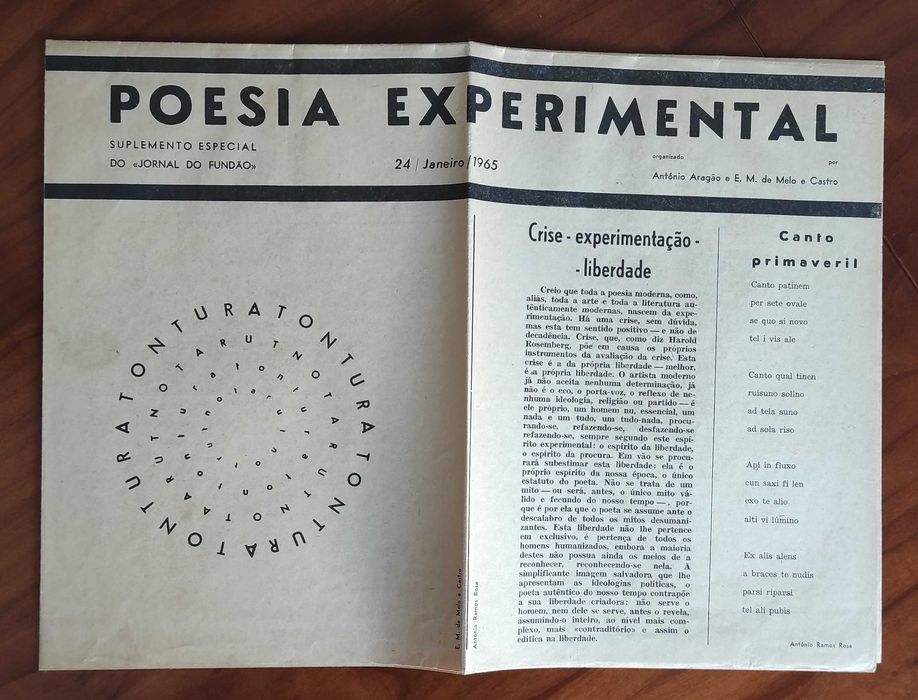 POESIA EXPERIMENTAL
SUPLEMENTO ESPECIAL
DO «JORNAL DO FUNDÃO»
24 / Janeiro / 1965
organizado por
António Aragão e E. M. de Melo e Castro
TONTURATONTURATONTURATONTURA
E. M. de Melo e Castro
Crise - experimentação -
- liberdade
Creio que toda a poesia moderna, como,
aliás, toda a arte e toda a literatura au-
tênticamente modernas, nascem da expe-
rimentação. Há uma crise, sem dúvida,
mas esta tem sentido positivo — e não de
decadência. Crise, que, como diz Harold
Rosemberg, põe em causa os próprios
instrumentos da avaliação da crise. Esta
crise é a da própria liberdade — melhor,
é a própria liberdade. O artista moderno
já não aceita nenhuma determinação, já
não é o eco, o porta-voz, o reflexo de ne-
nhuma ideologia, religião ou partido — é
ele próprio, um homem nu, essencial, um
nada e um tudo, um tudo-nada, procu-
rando-se, refazendo-se, desfazendo-se
refazendo-se, sempre segundo este espí-
rito experimental: o espírito da liberdade,
o espírito da procura. Em vão se procu-
rará subestimar esta liberdade: ela é o
próprio espírito da nossa época, o único
estatuto do poeta. Não se trata de um
mito — ou será, antes, o único mito vá-
lido e fecundo do nosso tempo —, por-
que é por ela que o poeta se assume ante o
descalabro de todos os mitos desumani-
zantes. Esta liberdade não lhe pertence
em exclusivo, é pertença de todos os
homens humanizados, embora a maioria
destes não possua ainda os meios de a
reconhecer, reconhecendo-se nela. À
simplificante imagem salvadora que lhe
apresentam as ideologias políticas, o
poeta autêntico do nosso tempo contrapõe
a sua liberdade criadora: não serve o
homem, nem dele se serve, antes o revela,
assumindo-o inteiro, ao nível mais com-
plexo, mais «contraditório» e assim o
edifica na liberdade.
António Ramos Rosa
Canto
primaveril
Canto patinem
per sete ovale
se quo si novo
tel i vis ale
Canto qual tinen
ruisuno solino
ad tela suno
ad sola riso
Api in fluxo
cun saxi fi len
exo te alio
alti vi lúmino
Ex alis alens
a braces te nudis
parsi riparsi
tel ali pubis
António Ramos Rosa